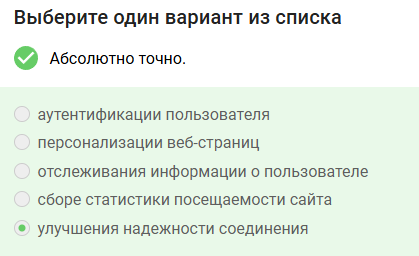 Выберите один вариант из списка
Абсолютно точно.
аутентификации пользователя
персонализации веб-страниц
отслеживания информации о пользователе
сборе статистики посещаемости сайта
улучшения надежности соединения